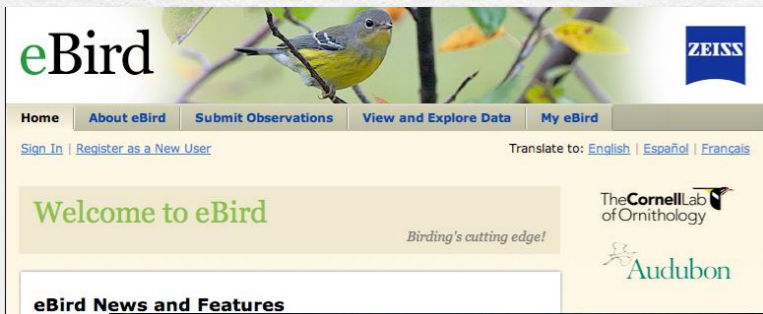 eBird
ZEISS
Home About eBird Submit Observations View and Explore Data My eBird
Sign In | Register as a New User Translate to: English | Español | Français
Welcome to eBird
Birding's cutting edge!
TheCornellLab
of Ornithology
Audubon
eBird News and Features